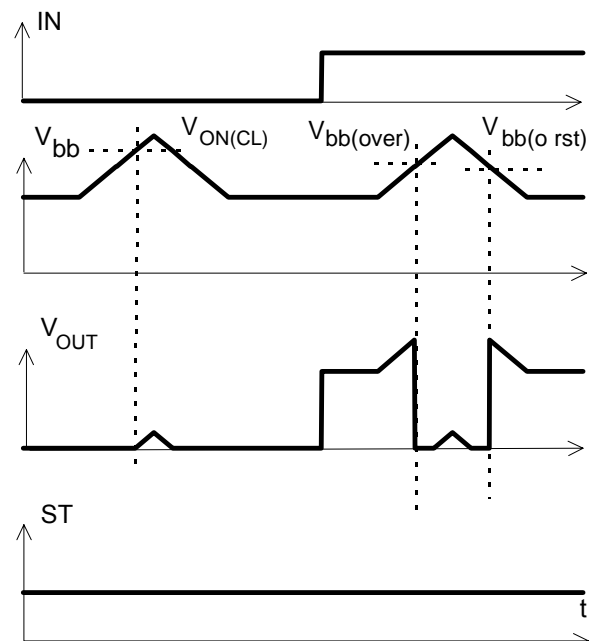 IN
V_bb
V_ON(CL)
V_bb(over)
V_bb(o rst)
V_OUT
ST
t